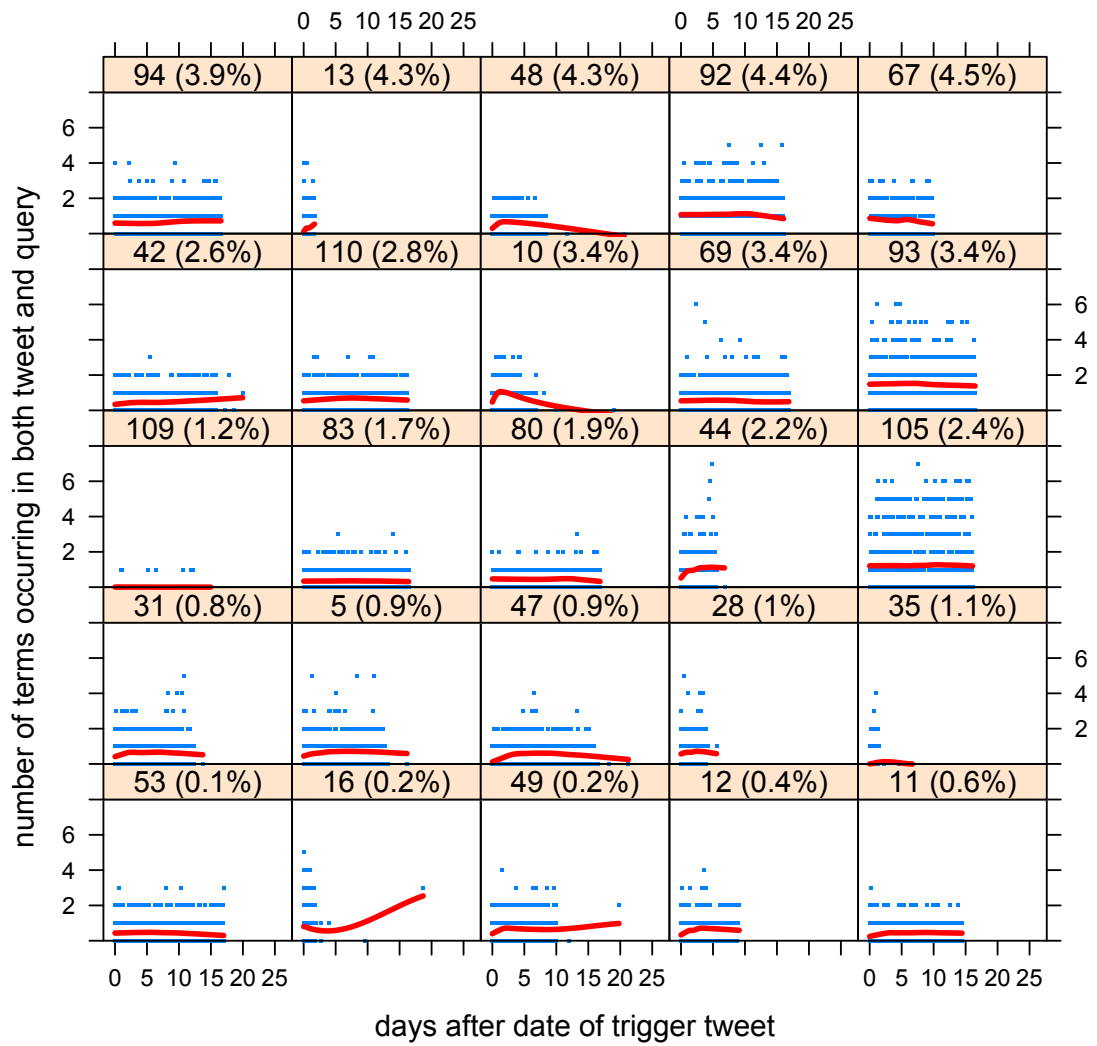 0 5 10 15 20 25 0 5 10 15 20 25
94 (3.9%) 13 (4.3%) 48 (4.3%) 92 (4.4%) 67 (4.5%)
6
4
2
42 (2.6%) 110 (2.8%) 10 (3.4%) 69 (3.4%) 93 (3.4%)
6
4
2
109 (1.2%) 83 (1.7%) 80 (1.9%) 44 (2.2%) 105 (2.4%)
6
4
2
31 (0.8%) 5 (0.9%) 47 (0.9%) 28 (1%) 35 (1.1%)
6
4
2
53 (0.1%) 16 (0.2%) 49 (0.2%) 12 (0.4%) 11 (0.6%)
6
4
2
0 5 10 15 20 25 0 5 10 15 20 25 0 5 10 15 20 25
days after date of trigger tweet
number of terms occurring in both tweet and query